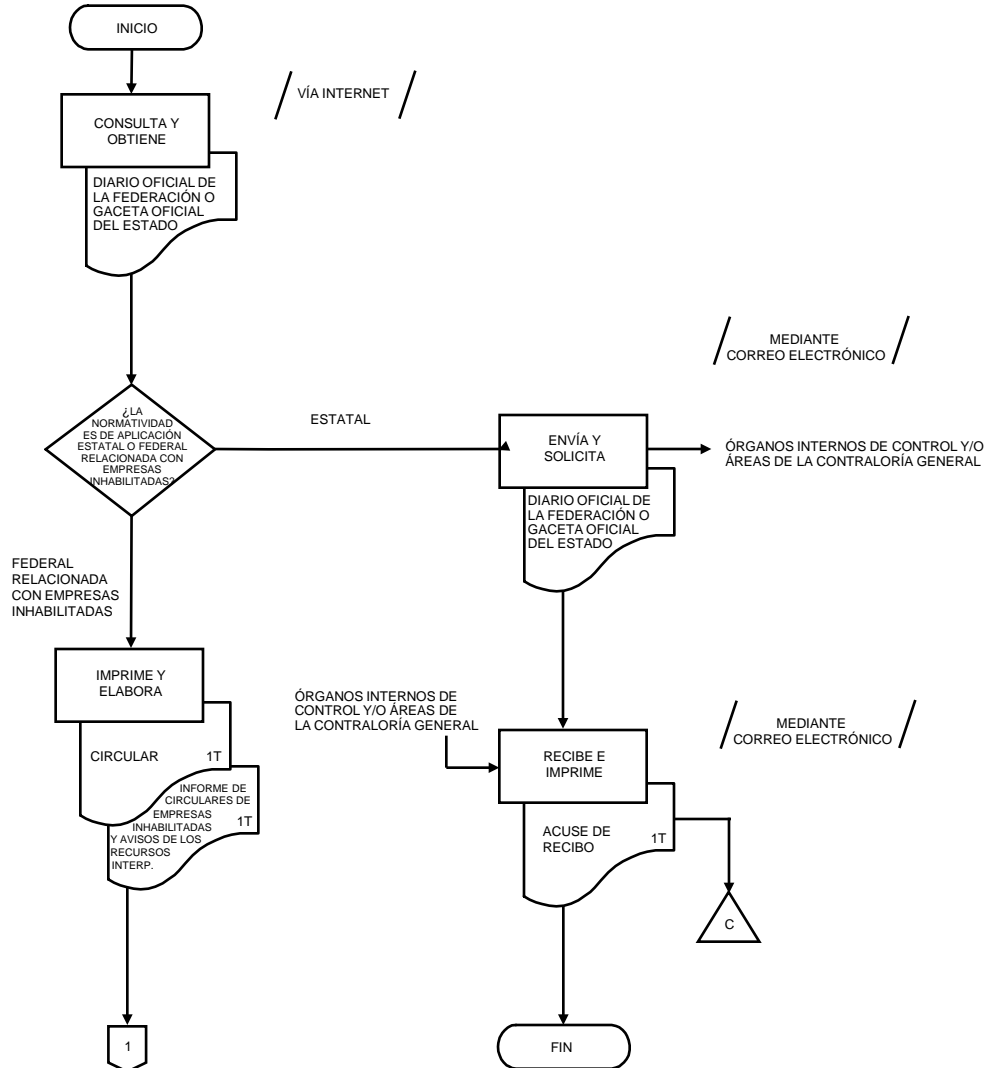 INICIO
VÍA INTERNET
CONSULTA Y
OBTIENE
DIARIO OFICIAL DE
LA FEDERACIÓN O
GACETA OFICIAL
DEL ESTADO
MEDIANTE
CORREO ELECTRÓNICO
¿LA
NORMATIVIDAD
ES DE APLICACIÓN
ESTATAL O FEDERAL
RELACIONADA CON
EMPRESAS
INHABILITADAS?
ESTATAL
ENVÍA Y
SOLICITA
ÓRGANOS INTERNOS DE CONTROL Y/O
ÁREAS DE LA CONTRALORÍA GENERAL
DIARIO OFICIAL DE
LA FEDERACIÓN O
GACETA OFICIAL
DEL ESTADO
FEDERAL
RELACIONADA
CON EMPRESAS
INHABILITADAS
IMPRIME Y
ELABORA
CIRCULAR 1T
INFORME DE
CIRCULARES DE
EMPRESAS
INHABILITADAS 1T
Y AVISOS DE LOS
RECURSOS
INTERP.
ÓRGANOS INTERNOS DE
CONTROL Y/O ÁREAS DE
LA CONTRALORÍA GENERAL
MEDIANTE
CORREO ELECTRÓNICO
RECIBE E
IMPRIME
ACUSE DE
RECIBO 1T
C
1
FIN